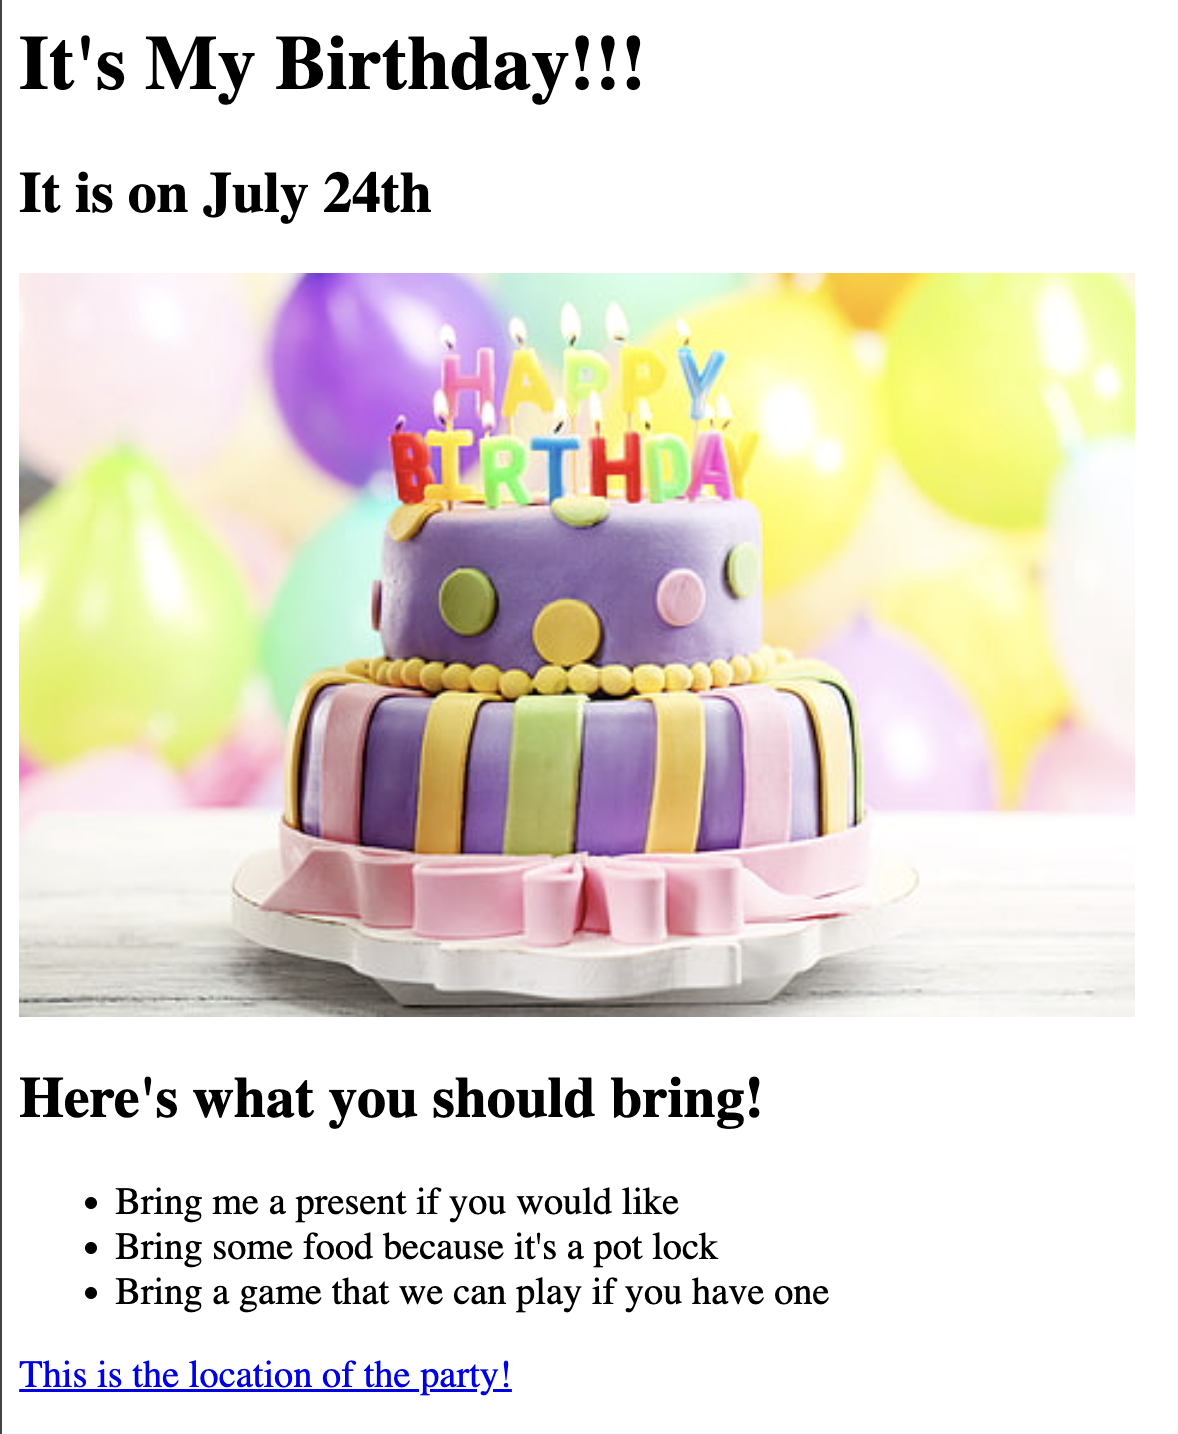 It's My Birthday!!!
It is on July 24th
HAPPY
BIRTHDAY
Here's what you should bring!
Bring me a present if you would like
Bring some food because it's a pot lock
Bring a game that we can play if you have one
This is the location of the party!